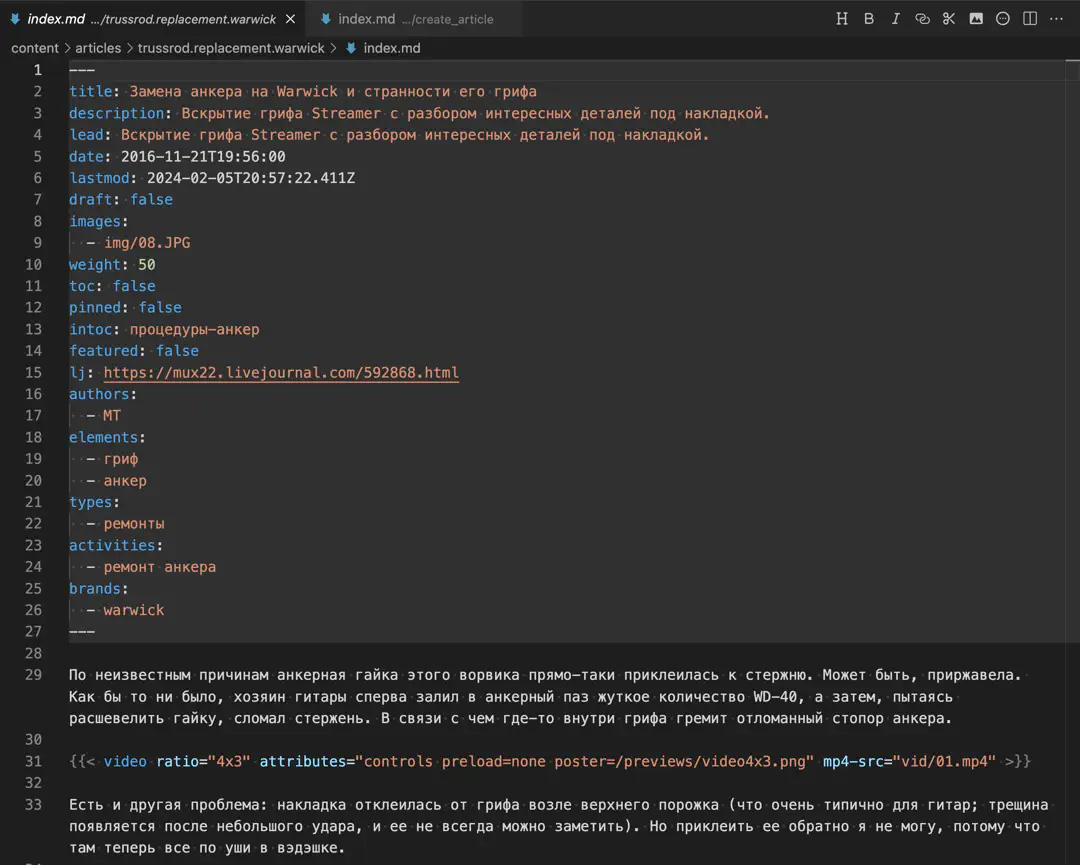 index.md .../trussrod.replacement.warwick
index.md .../create_article
content > articles > trussrod.replacement.warwick > index.md
1 ---
2 title: Замена анкера на Warwick и странности его грифа
3 description: Вскрытие грифа Streamer с разбором интересных деталей под накладкой.
4 lead: Вскрытие грифа Streamer с разбором интересных деталей под накладкой.
5 date: 2016-11-21T19:56:00
6 lastmod: 2024-02-05T20:57:22.411Z
7 draft: false
8 images:
9   - img/08.JPG
10 weight: 50
11 toc: false
12 pinned: false
13 intoc: процедуры-анкер
14 featured: false
15 lj: https://mux22.livejournal.com/592868.html
16 authors:
17   - МТ
18 elements:
19   - гриф
20   - анкер
21 types:
22   - ремонты
23 activities:
24   - ремонт анкера
25 brands:
26   - warwick
27 ---
28
29 По неизвестным причинам анкерная гайка этого ворвика прямо-таки приклеилась к стержню. Может быть, приржавела.
Как бы то ни было, хозяин гитары сперва залил в анкерный паз жуткое количество WD-40, а затем, пытаясь
расшевелить гайку, сломал стержень. В связи с чем где-то внутри грифа гремит отломанный стопор анкера.
30
31 {{< video ratio="4x3" attributes="controls preload=none poster=/previews/video4x3.png" mp4-src="vid/01.mp4" >}}
32
33 Есть и другая проблема: накладка отклеилась от грифа возле верхнего порожка (что очень типично для гитар; трещина
появляется после небольшого удара, и ее не всегда можно заметить). Но приклеить ее обратно я не могу, потому что
там теперь все по уши в вэдэшке.